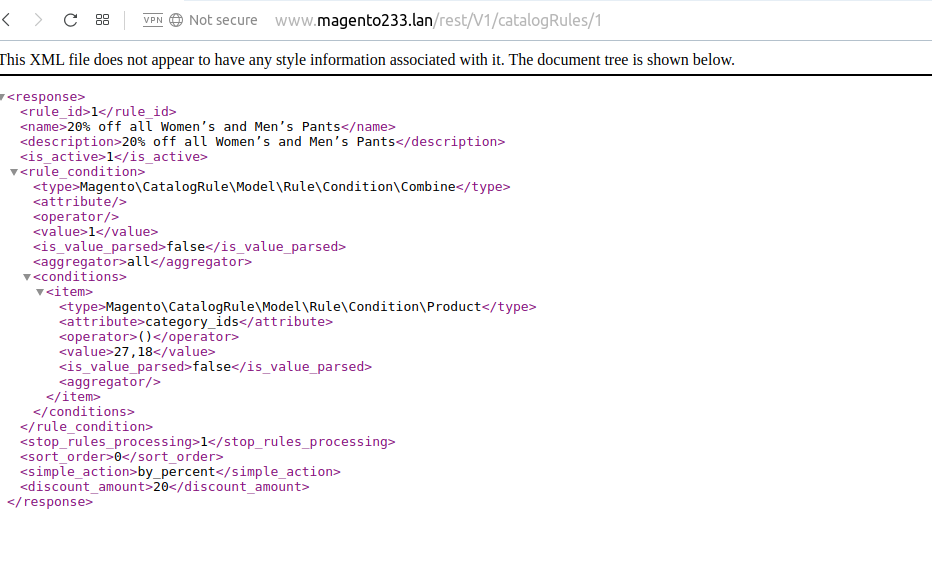 VPN Not secure www.magento233.lan/rest/V1/catalogRules/1
This XML file does not appear to have any style information associated with it. The document tree is shown below.
<response>
<rule_id>1</rule_id>
<name>20% off all Women’s and Men’s Pants</name>
<description>20% off all Women’s and Men’s Pants</description>
<is_active>1</is_active>
<rule_condition>
<type>Magento\CatalogRule\Model\Rule\Condition\Combine</type>
<attribute/>
<operator/>
<value>1</value>
<is_value_parsed>false</is_value_parsed>
<aggregator>all</aggregator>
<conditions>
<item>
<type>Magento\CatalogRule\Model\Rule\Condition\Product</type>
<attribute>category_ids</attribute>
<operator>()</operator>
<value>27,18</value>
<is_value_parsed>false</is_value_parsed>
<aggregator/>
</item>
</conditions>
</rule_condition>
<stop_rules_processing>1</stop_rules_processing>
<sort_order>0</sort_order>
<simple_action>by_percent</simple_action>
<discount_amount>20</discount_amount>
</response>